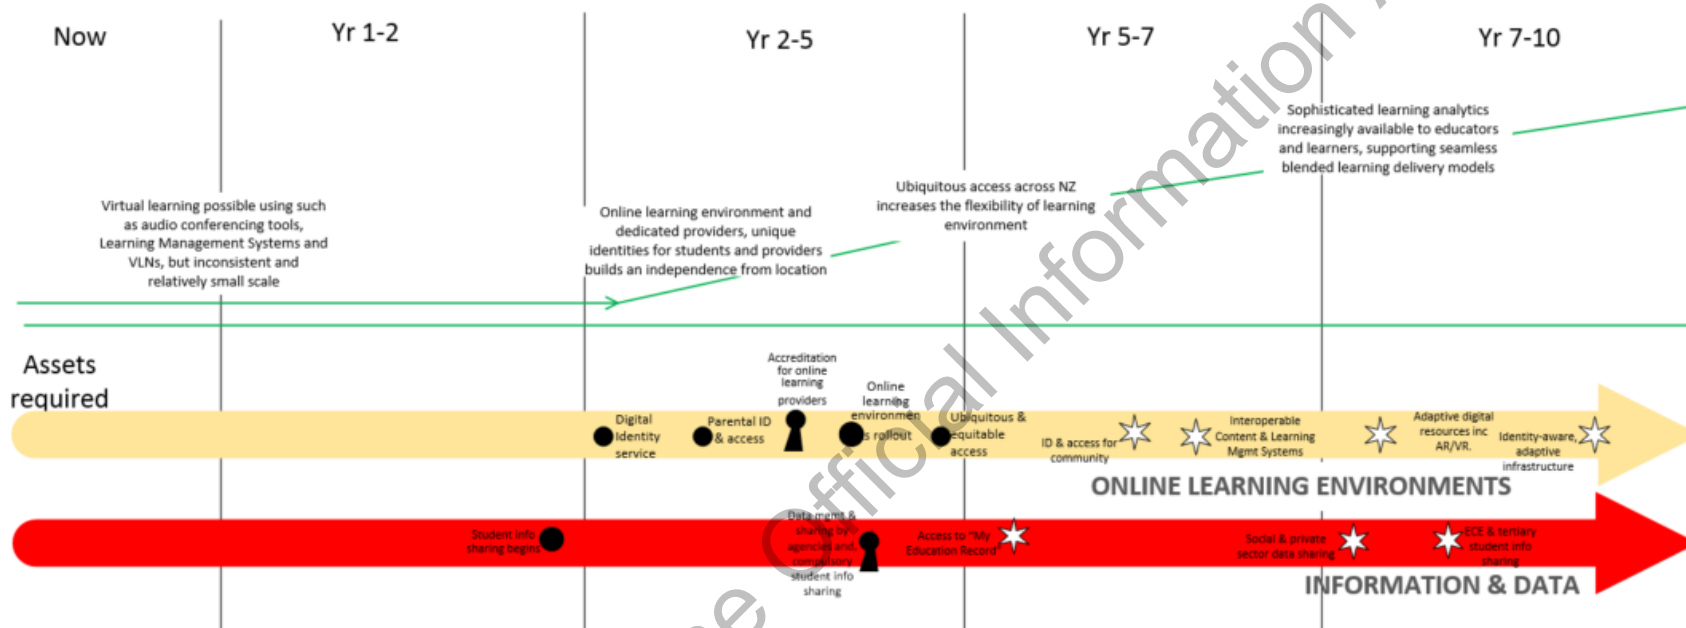 Now
Yr 1-2
Yr 2-5
Yr 5-7
Yr 7-10
Virtual learning possible using such
as audio conferencing tools,
Learning Management Systems and
VLNs, but inconsistent and
relatively small scale
Online learning environment and
dedicated providers, unique
identities for students and providers
builds an independence from location
Ubiquitous access across NZ
increases the flexibility of learning
environment
Sophisticated learning analytics
increasingly available to educators
and learners, supporting seamless
blended learning delivery models
Assets
required
Digital
Identity
service
Parental ID
& access
Accreditation
for online
learning
providers
Online
learning
environmen
s rollout
Ubiquitous &
equitable
access
ID & access for
community
Interoperable
Content & Learning
Mgmt Systems
Adaptive digital
resources inc
AR/VR.
Identity-aware,
adaptive
infrastructure
ONLINE LEARNING ENVIRONMENTS
Student info
sharing begins
Data mgmt &
sharing by
agencies and,
compulsory
student info
sharing
Access to "My
Education Record"
Social & private
sector data sharing
ECE & tertiary
student info
sharing
INFORMATION & DATA
Official Information